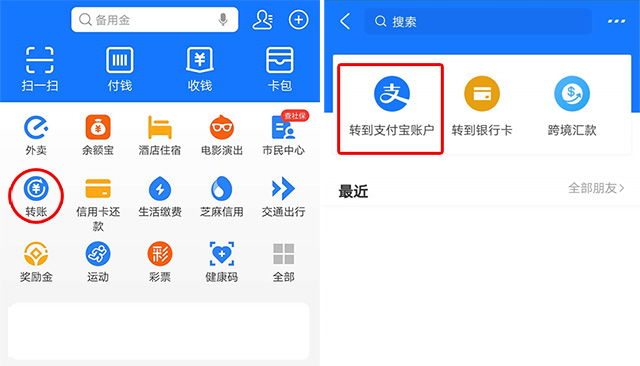 备用金
扫一扫 付钱 收钱 卡包
查社保
外卖 余额宝 酒店住宿 电影演出 市民中心
转账 信用卡还款 生活缴费 芝麻信用 交通出行
彩
奖励金 运动 彩票 健康码 全部
搜索
支
转到支付宝账户 转到银行卡 跨境汇款
最近 全部朋友>